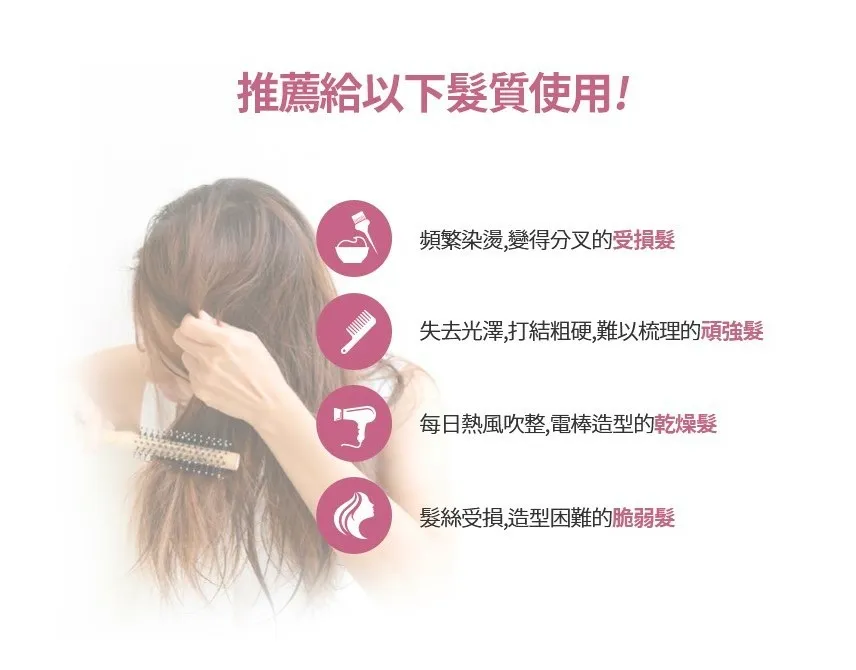 推薦給以下髮質使用!
頻繁染燙,變得分叉的受損髮
失去光澤,打結粗硬,難以梳理的頑強髮
每日熱風吹整,電棒造型的乾燥髮
髮絲受損,造型困難的脆弱髮